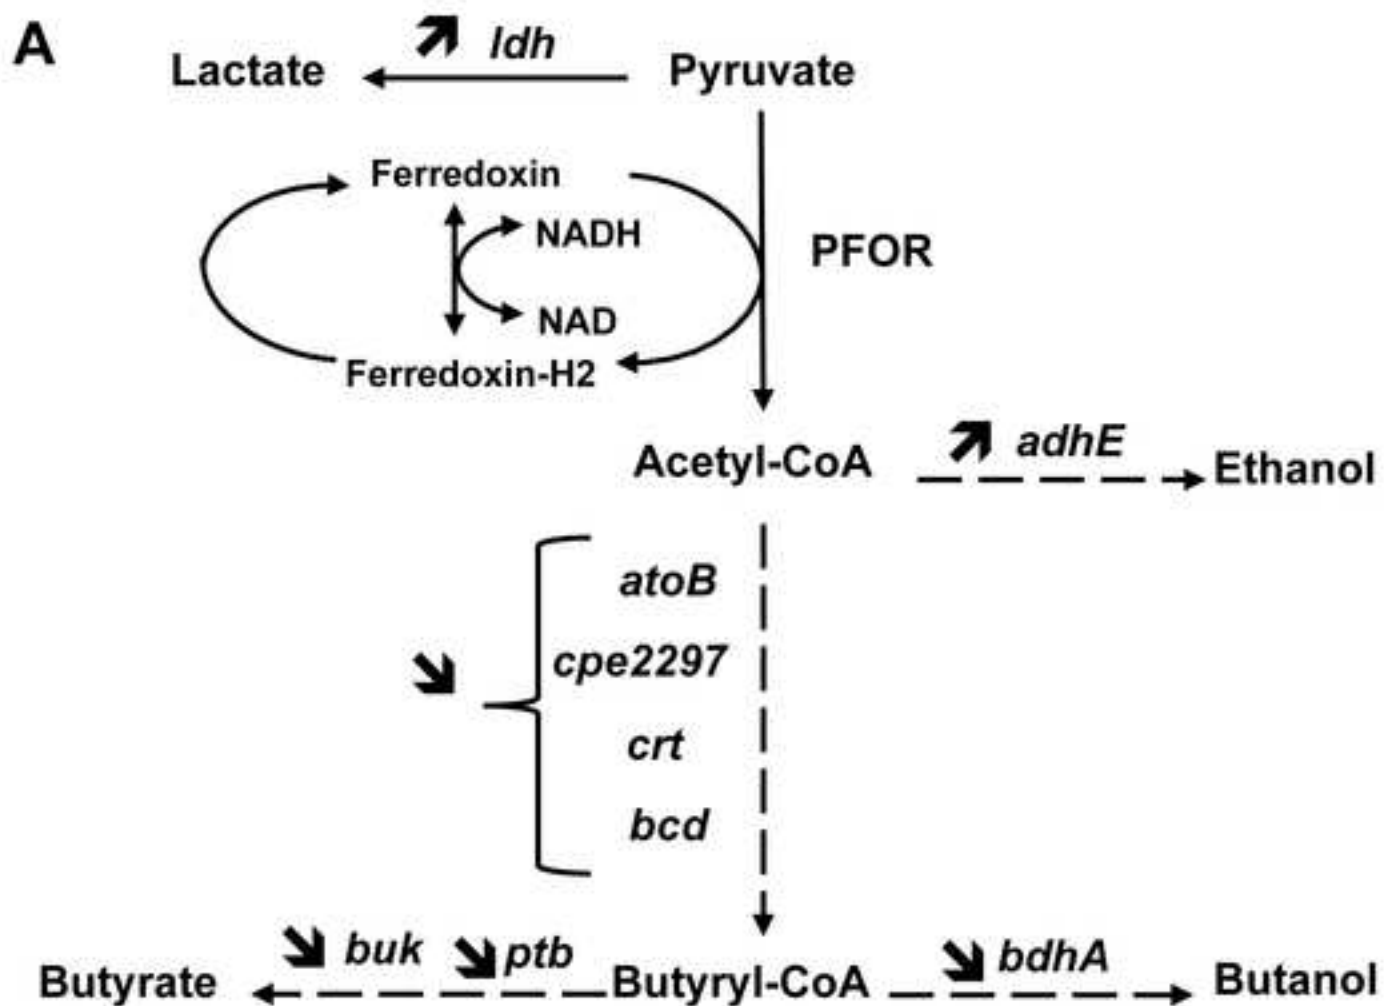 A
ldh
Lactate Pyruvate
Ferredoxin
NADH
PFOR
NAD
Ferredoxin-H2
adhE
Acetyl-CoA Ethanol
atoB
cpe2297
crt
bcd
buk ptb bdhA
Butyrate Butyryl-CoA Butanol